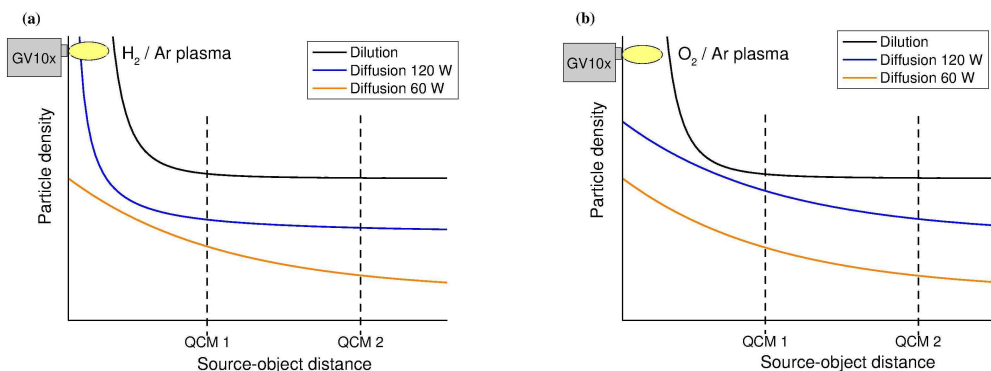 (a)
GV10x
H₂ / Ar plasma
Dilution
Diffusion 120 W
Diffusion 60 W
Particle density
QCM 1
QCM 2
Source-object distance
(b)
GV10x
O₂ / Ar plasma
Dilution
Diffusion 120 W
Diffusion 60 W
Particle density
QCM 1
QCM 2
Source-object distance